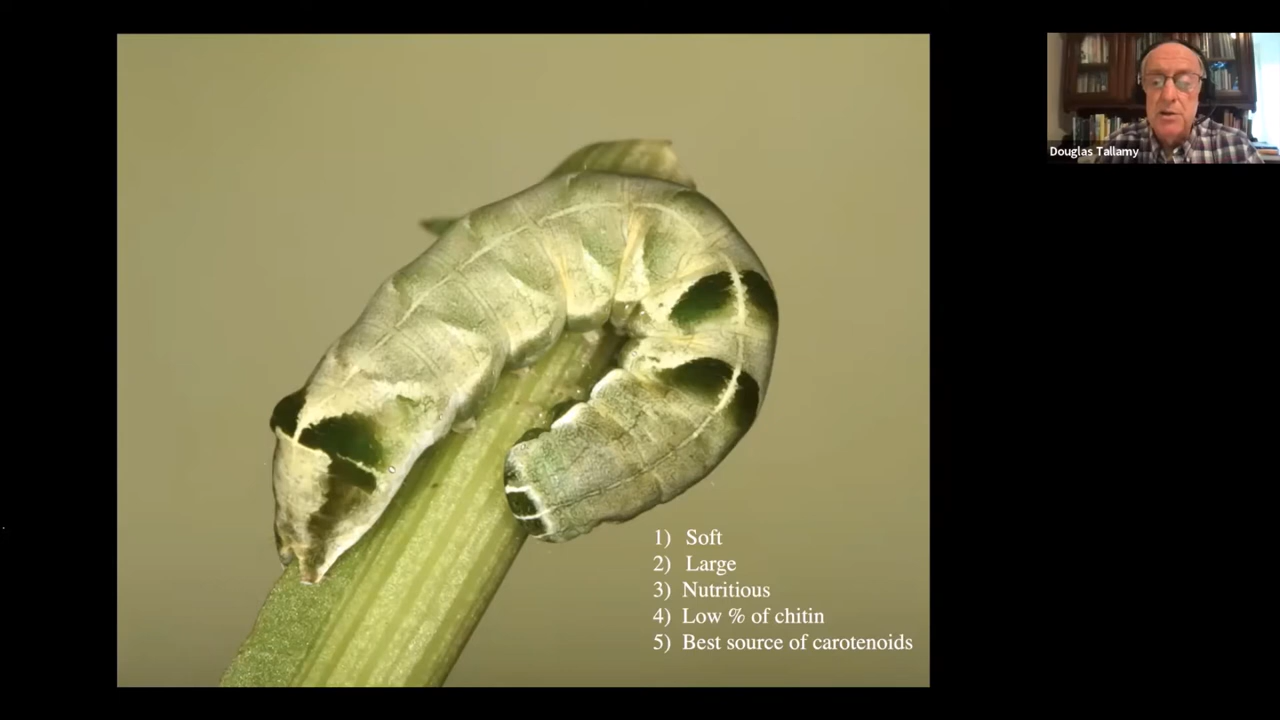 Douglas Tallamy
1) Soft
2) Large
3) Nutritious
4) Low % of chitin
5) Best source of carotenoids